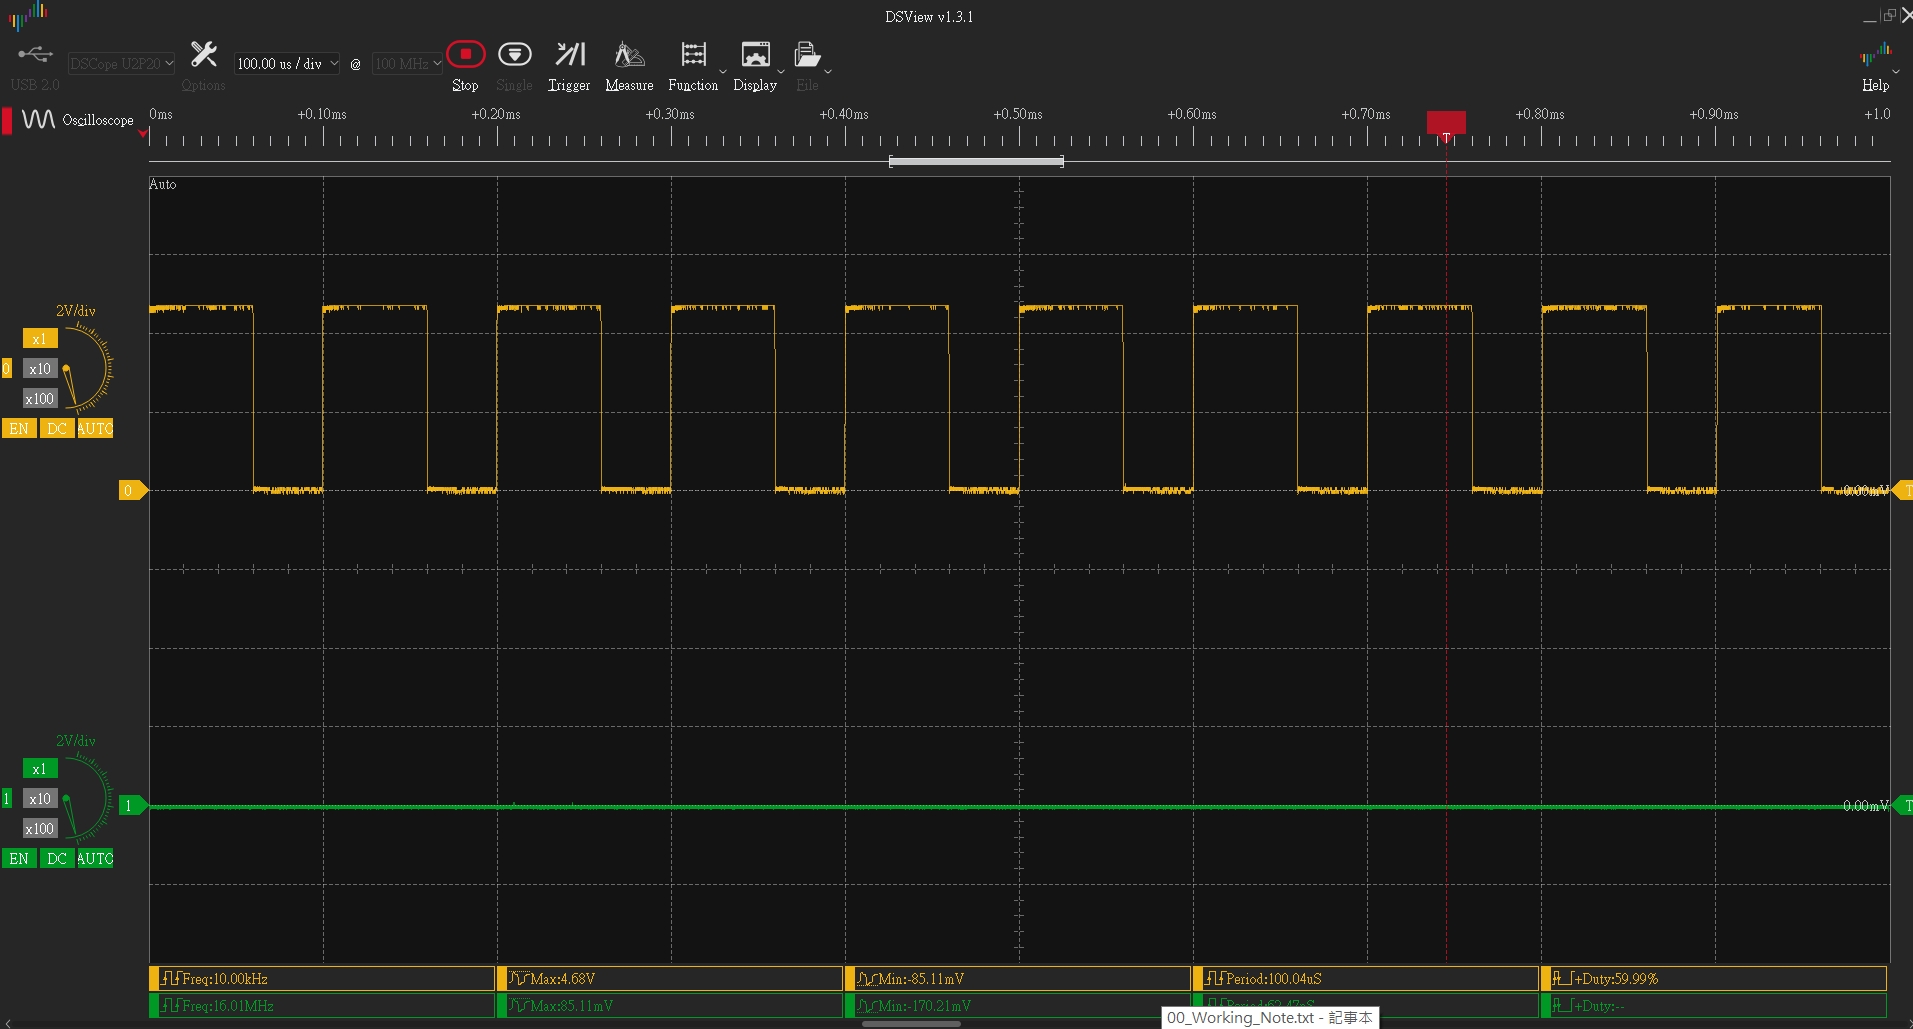 DSView v1.3.1
USB 2.0
DSCope U2P20
Options
100.00 us / div @ 100 MHz
Stop
Single
Trigger
Measure
Function
Display
File
Help
Oscilloscope
0ms +0.10ms +0.20ms +0.30ms +0.40ms +0.50ms +0.60ms +0.70ms +0.80ms +0.90ms +1.0
T
Auto
2V/div
x1
0 x10
x100
EN DC AUTO
0
0.00mV T
2V/div
x1
1 x10
x100
EN DC AUTO
1
0.00mV T
Freq:10.00kHz Max:4.68V Min:-85.11mV Period:100.04uS +Duty:59.99%
Freq:16.01MHz Max:85.11mV Min:-170.21mV +Duty:--
00_Working_Note.txt - 記事本